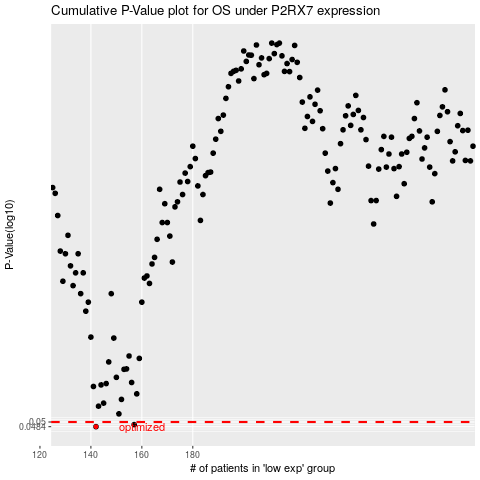 Cumulative P-Value plot for OS under P2RX7 expression
P-Value(log10)
0.05
0.0484
optimized
120 140 160 180
# of patients in 'low exp' group